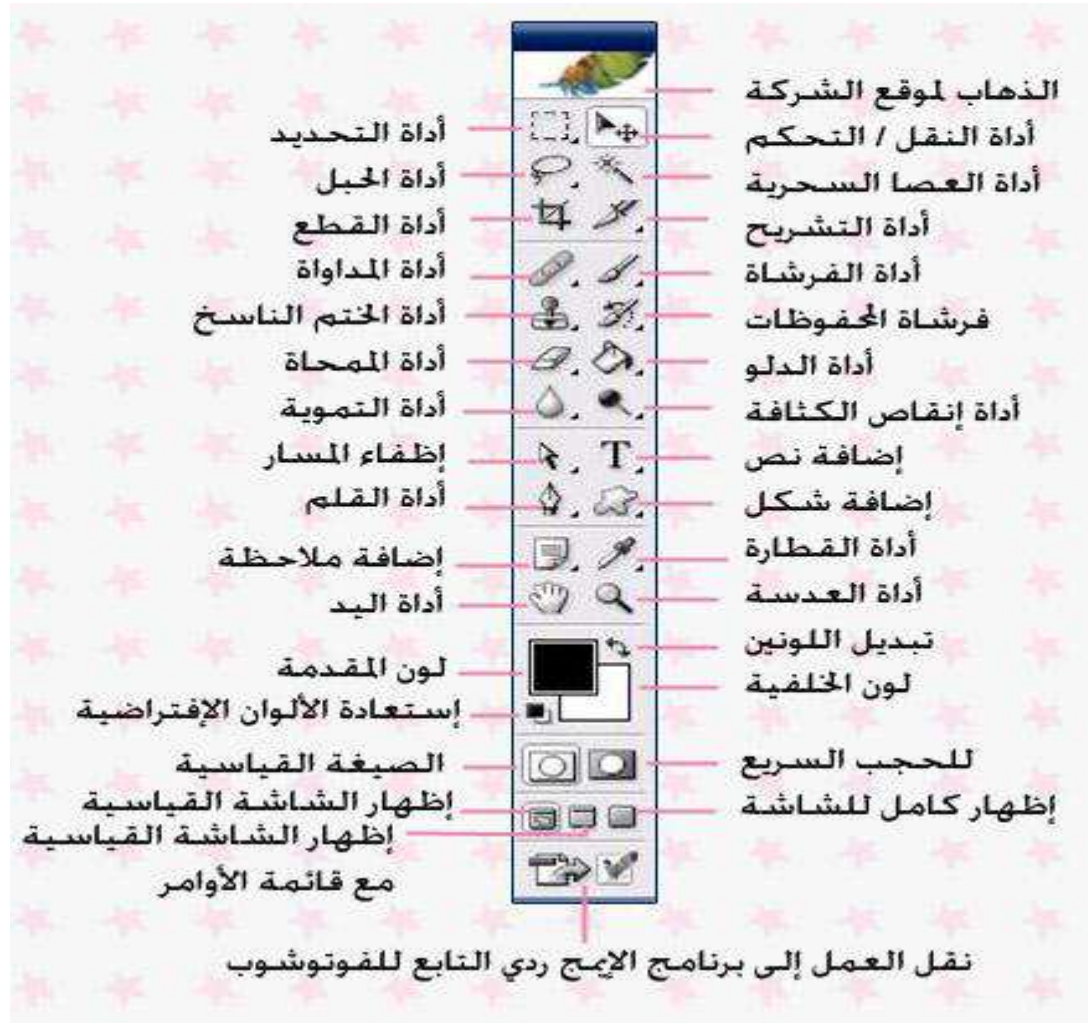 الذهاب لموقع الشركة
أداة النقل / التحكم
أداة التحديد
أداة العصا السحرية
أداة الحبل
أداة التشريح
أداة القطع
أداة الفرشاة
أداة المداواة
فرشاة المحفوظات
أداة الختم الناسخ
أداة الدلو
أداة الممحاة
أداة إنقاص الكثافة
أداة التموية
إضافة نص
إظفاء المسار
إضافة شكل
أداة القلم
أداة القطارة
إضافة ملاحظة
أداة العدسة
أداة اليد
تبديل اللونين
لون المقدمة
لون الخلفية
إستعادة الألوان الإفتراضية
للحجب السريع
الصيغة القياسية
إظهار كامل للشاشة
إظهار الشاشة القياسية
إظهار الشاشة القياسية
مع قائمة الأوامر
T
نقل العمل إلى برنامج الإيمج ردي التابع للفوتوشوب